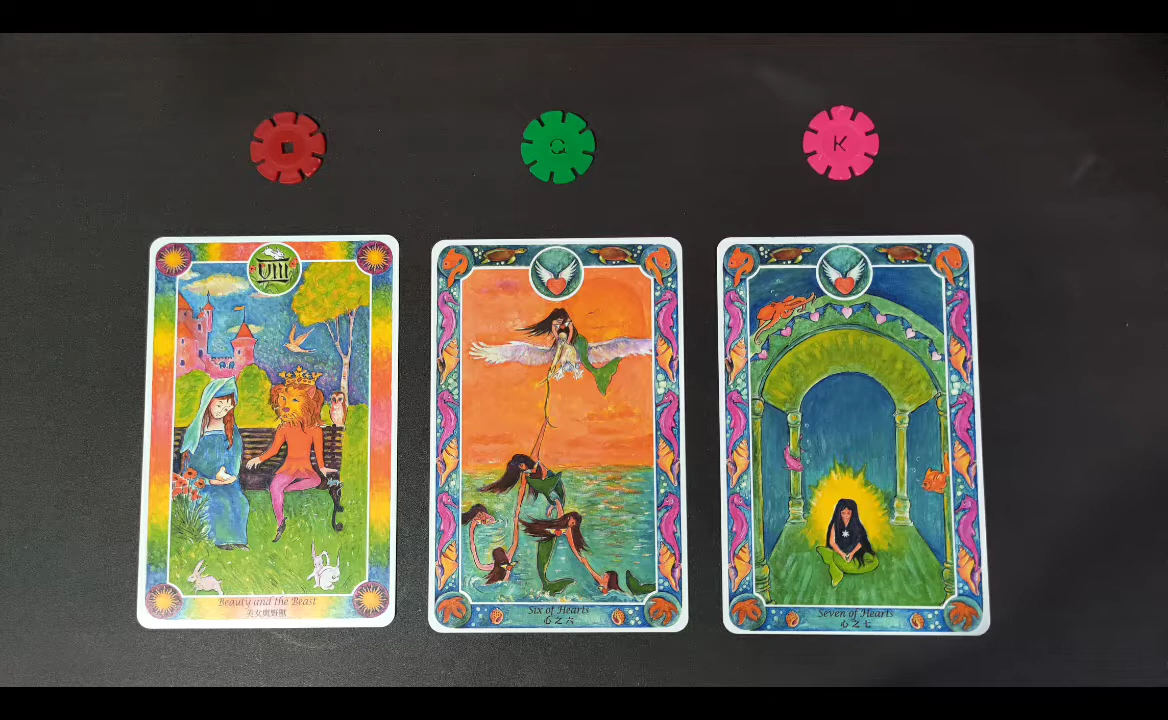 Q
K
VIII
Beauty and the Beast
美女與野獸
Six of Hearts
心之六
Seven of Hearts
心之七